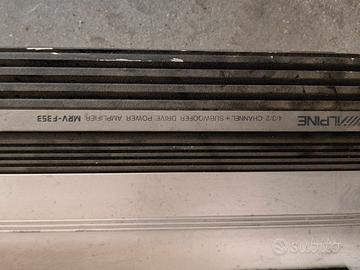 ALPINE 4/3/2 CHANNEL + SUBWOOFER DRIVE POWER AMPLIFIER MRV-F353
Subito